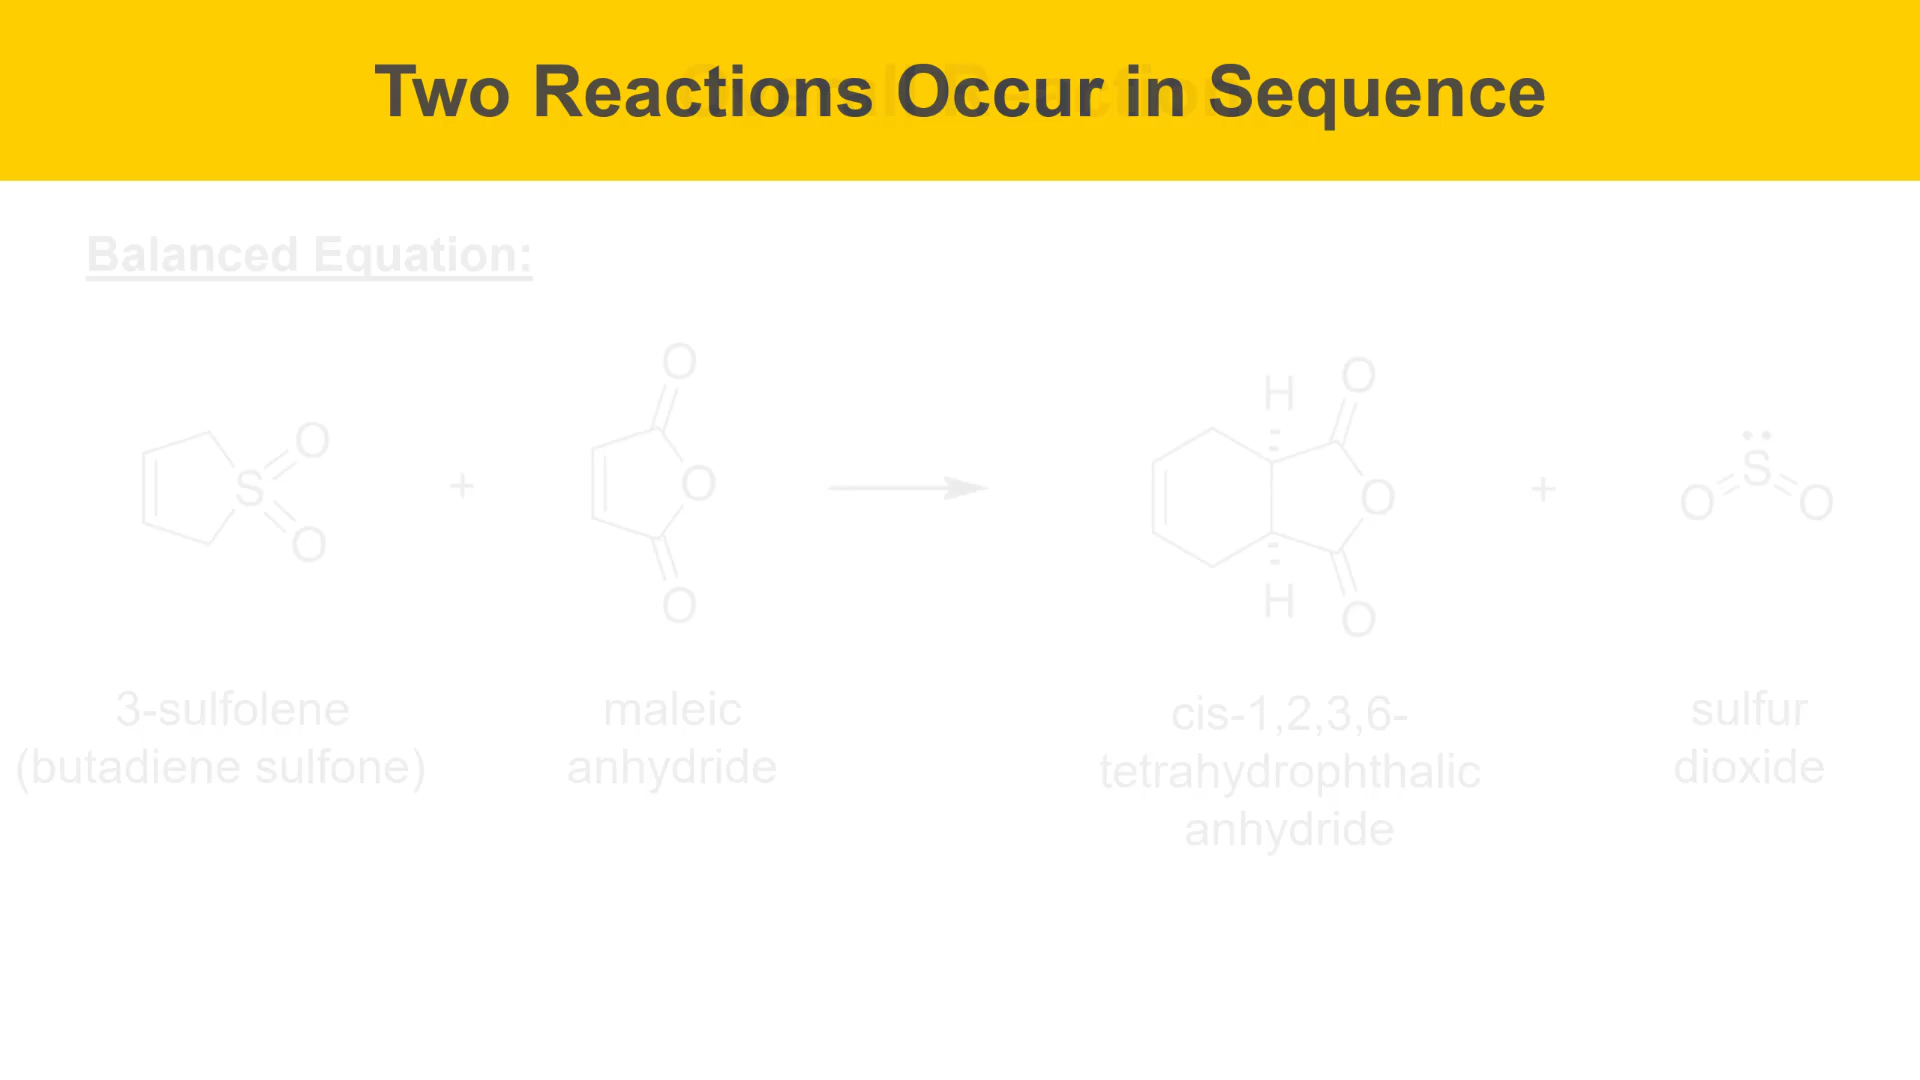 Two Reactions Occur in Sequence
Balanced Equation:
O
O
S
O
+
O
O
H
O
O
H
O
+
S
O
O
3-sulfolene
(butadiene sulfone)
maleic
anhydride
cis-1,2,3,6-
tetrahydrophthalic
anhydride
sulfur
dioxide